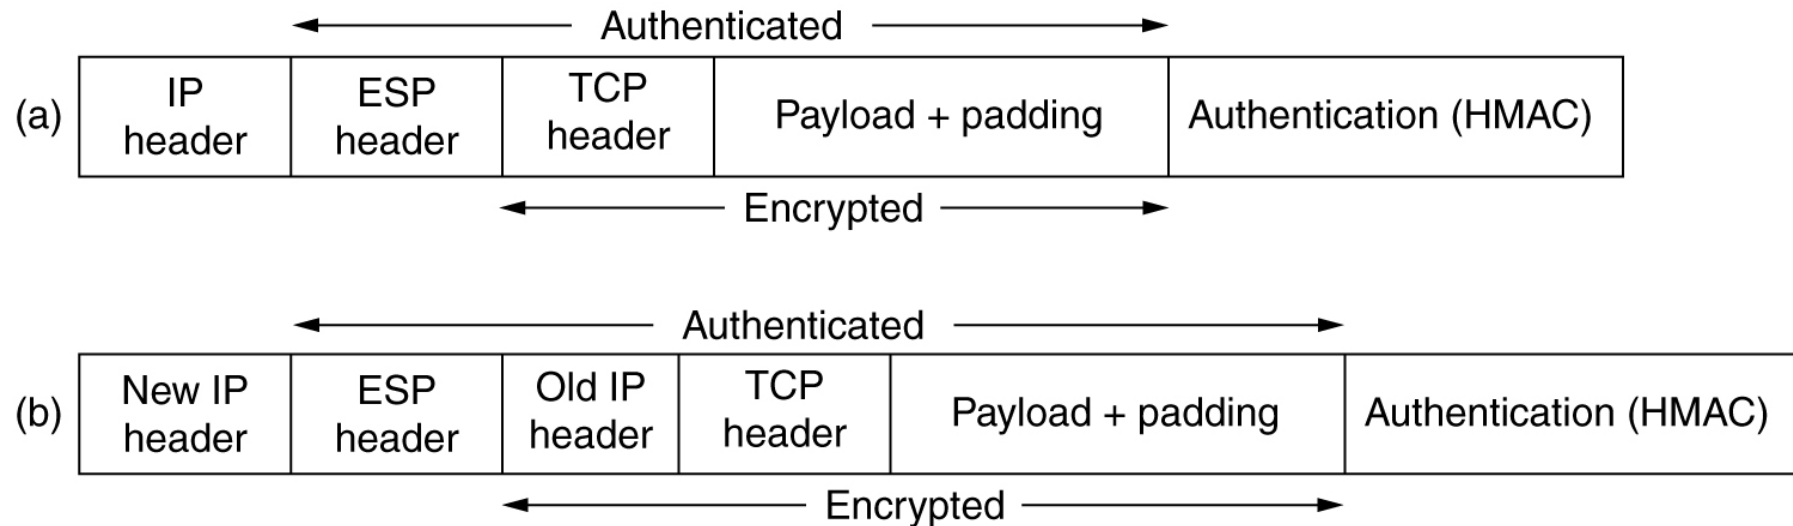 Authenticated
(a)
IP
header
ESP
header
TCP
header
Payload + padding
Authentication (HMAC)
Encrypted
Authenticated
(b)
New IP
header
ESP
header
Old IP
header
TCP
header
Payload + padding
Authentication (HMAC)
Encrypted